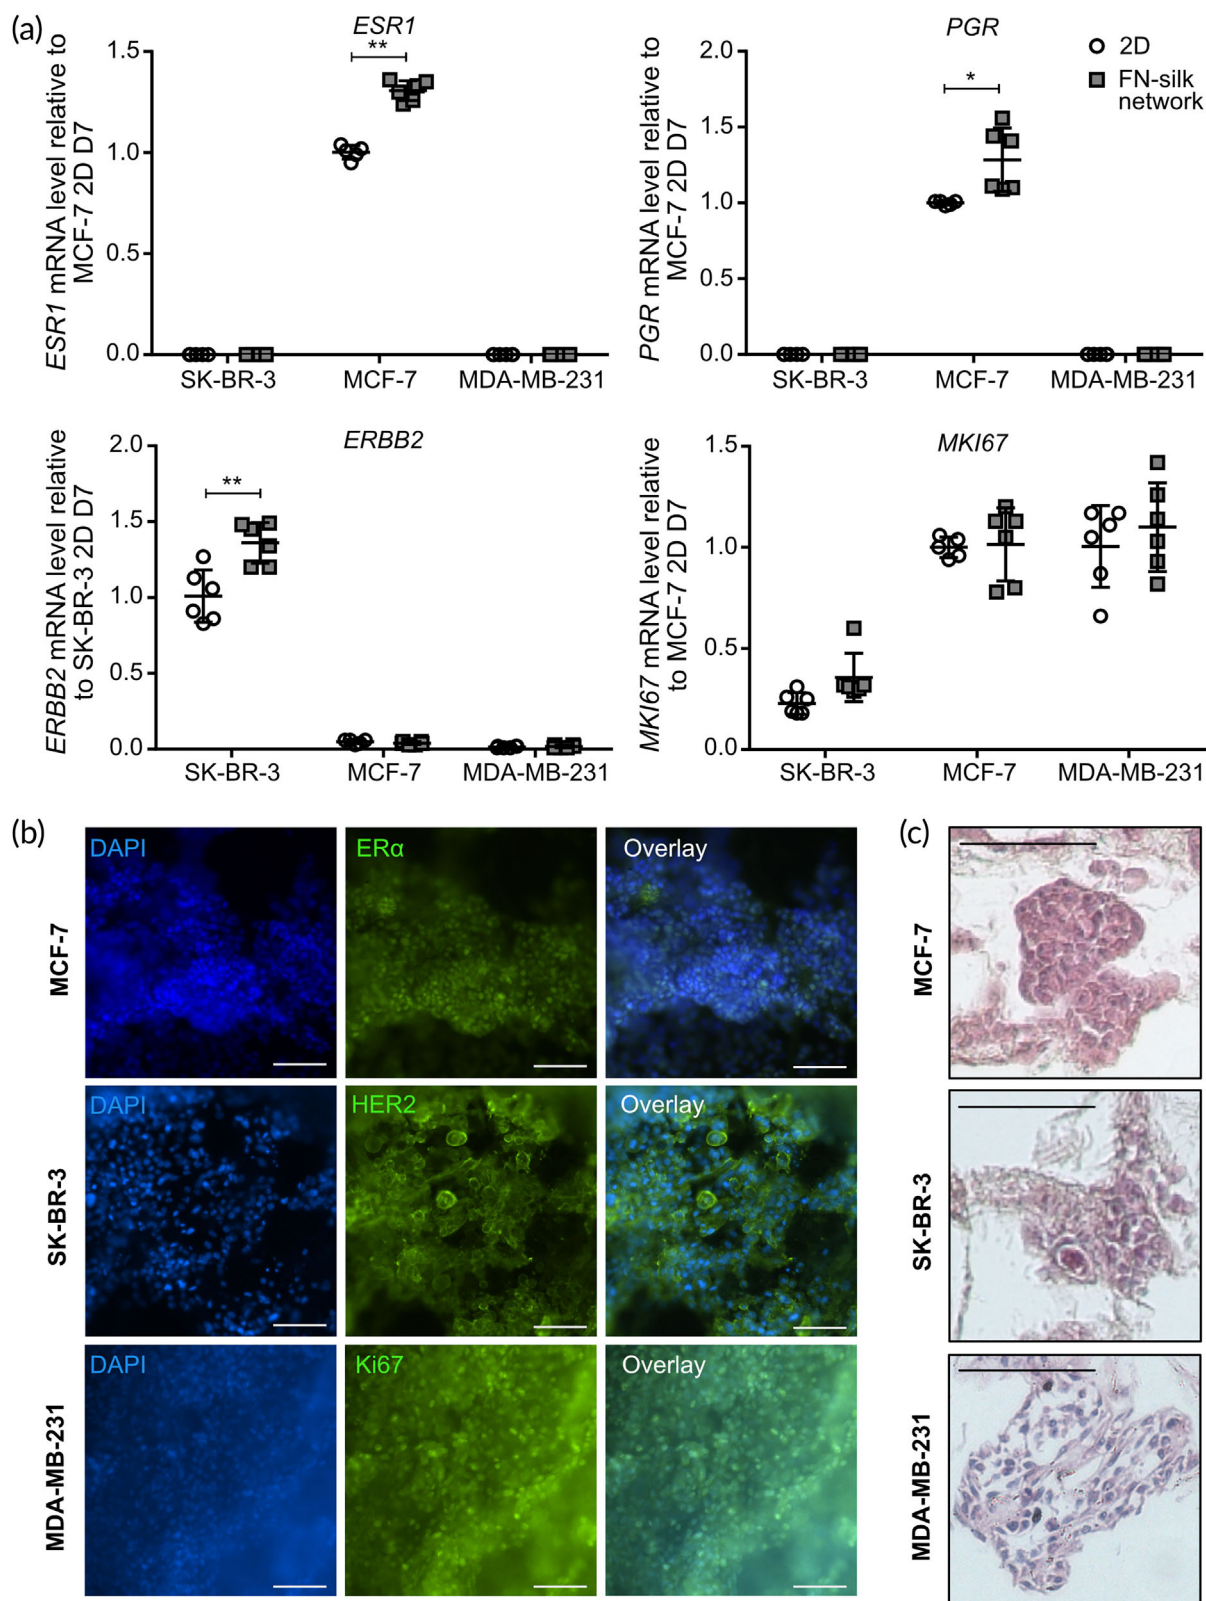 (a)
ESR1
ESR1 mRNA level relative to
MCF-7 2D D7
1.5
**
1.0
0.5
0.0
SK-BR-3 MCF-7 MDA-MB-231
PGR
PGR mRNA level relative to
MCF-7 2D D7
2.0
2D
FN-silk
network
*
1.5
1.0
0.5
0.0
SK-BR-3 MCF-7 MDA-MB-231
ERBB2
ERBB2 mRNA level relative
to SK-BR-3 2D D7
2.0
**
1.5
1.0
0.5
0.0
SK-BR-3 MCF-7 MDA-MB-231
MKI67
MKI67 mRNA level relative
to MCF-7 2D D7
1.5
1.0
0.5
0.0
SK-BR-3 MCF-7 MDA-MB-231
(b)
MCF-7
DAPI ERα Overlay
SK-BR-3
DAPI HER2 Overlay
MDA-MB-231
DAPI Ki67 Overlay
(c)
MCF-7
SK-BR-3
MDA-MB-231